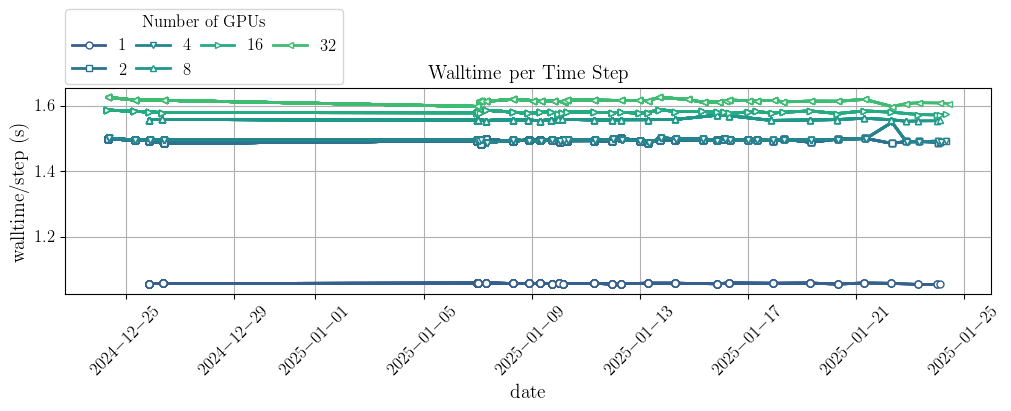 Number of GPUs
1 4 16 32
2 8
Walltime per Time Step
walltime/step (s)
1.6
1.4
1.2
2024−12−25 2024−12−29 2025−01−01 2025−01−05 2025−01−09 2025−01−13 2025−01−17 2025−01−21 2025−01−25
date